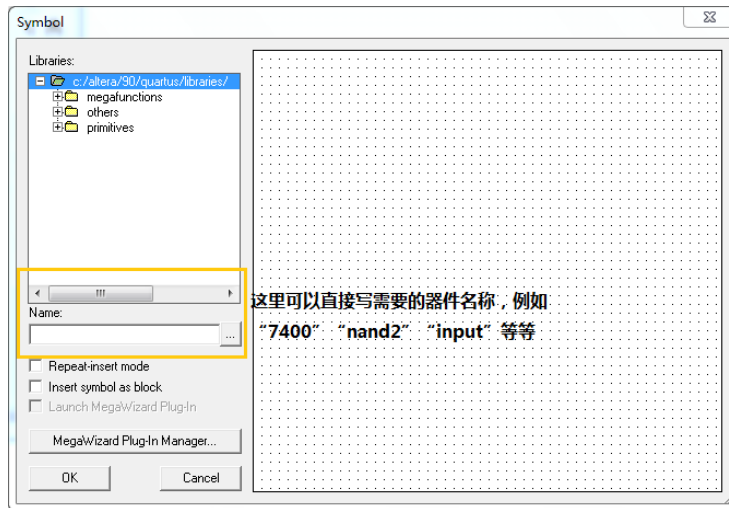 Symbol
Libraries:
c:/altera/90/quartus/libraries/
megafunctions
others
primitives
这里可以直接写需要的器件名称，例如
“7400” “nand2” “input” 等等
Name:
...
Repeat-insert mode
Insert symbol as block
Launch MegaWizard Plug-In
MegaWizard Plug-In Manager...
OK
Cancel